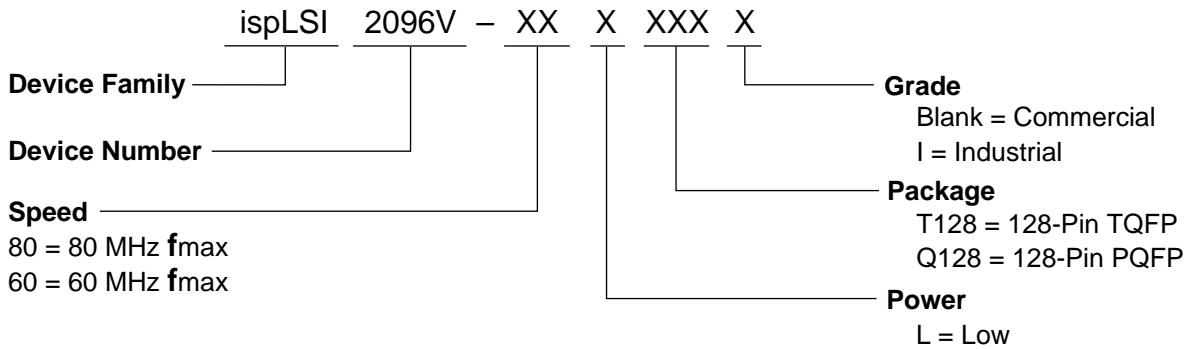 ispLSI 2096V – XX X XXX X
Device Family
Device Number
Speed
80 = 80 MHz fmax
60 = 60 MHz fmax
Grade
Blank = Commercial
I = Industrial
Package
T128 = 128-Pin TQFP
Q128 = 128-Pin PQFP
Power
L = Low